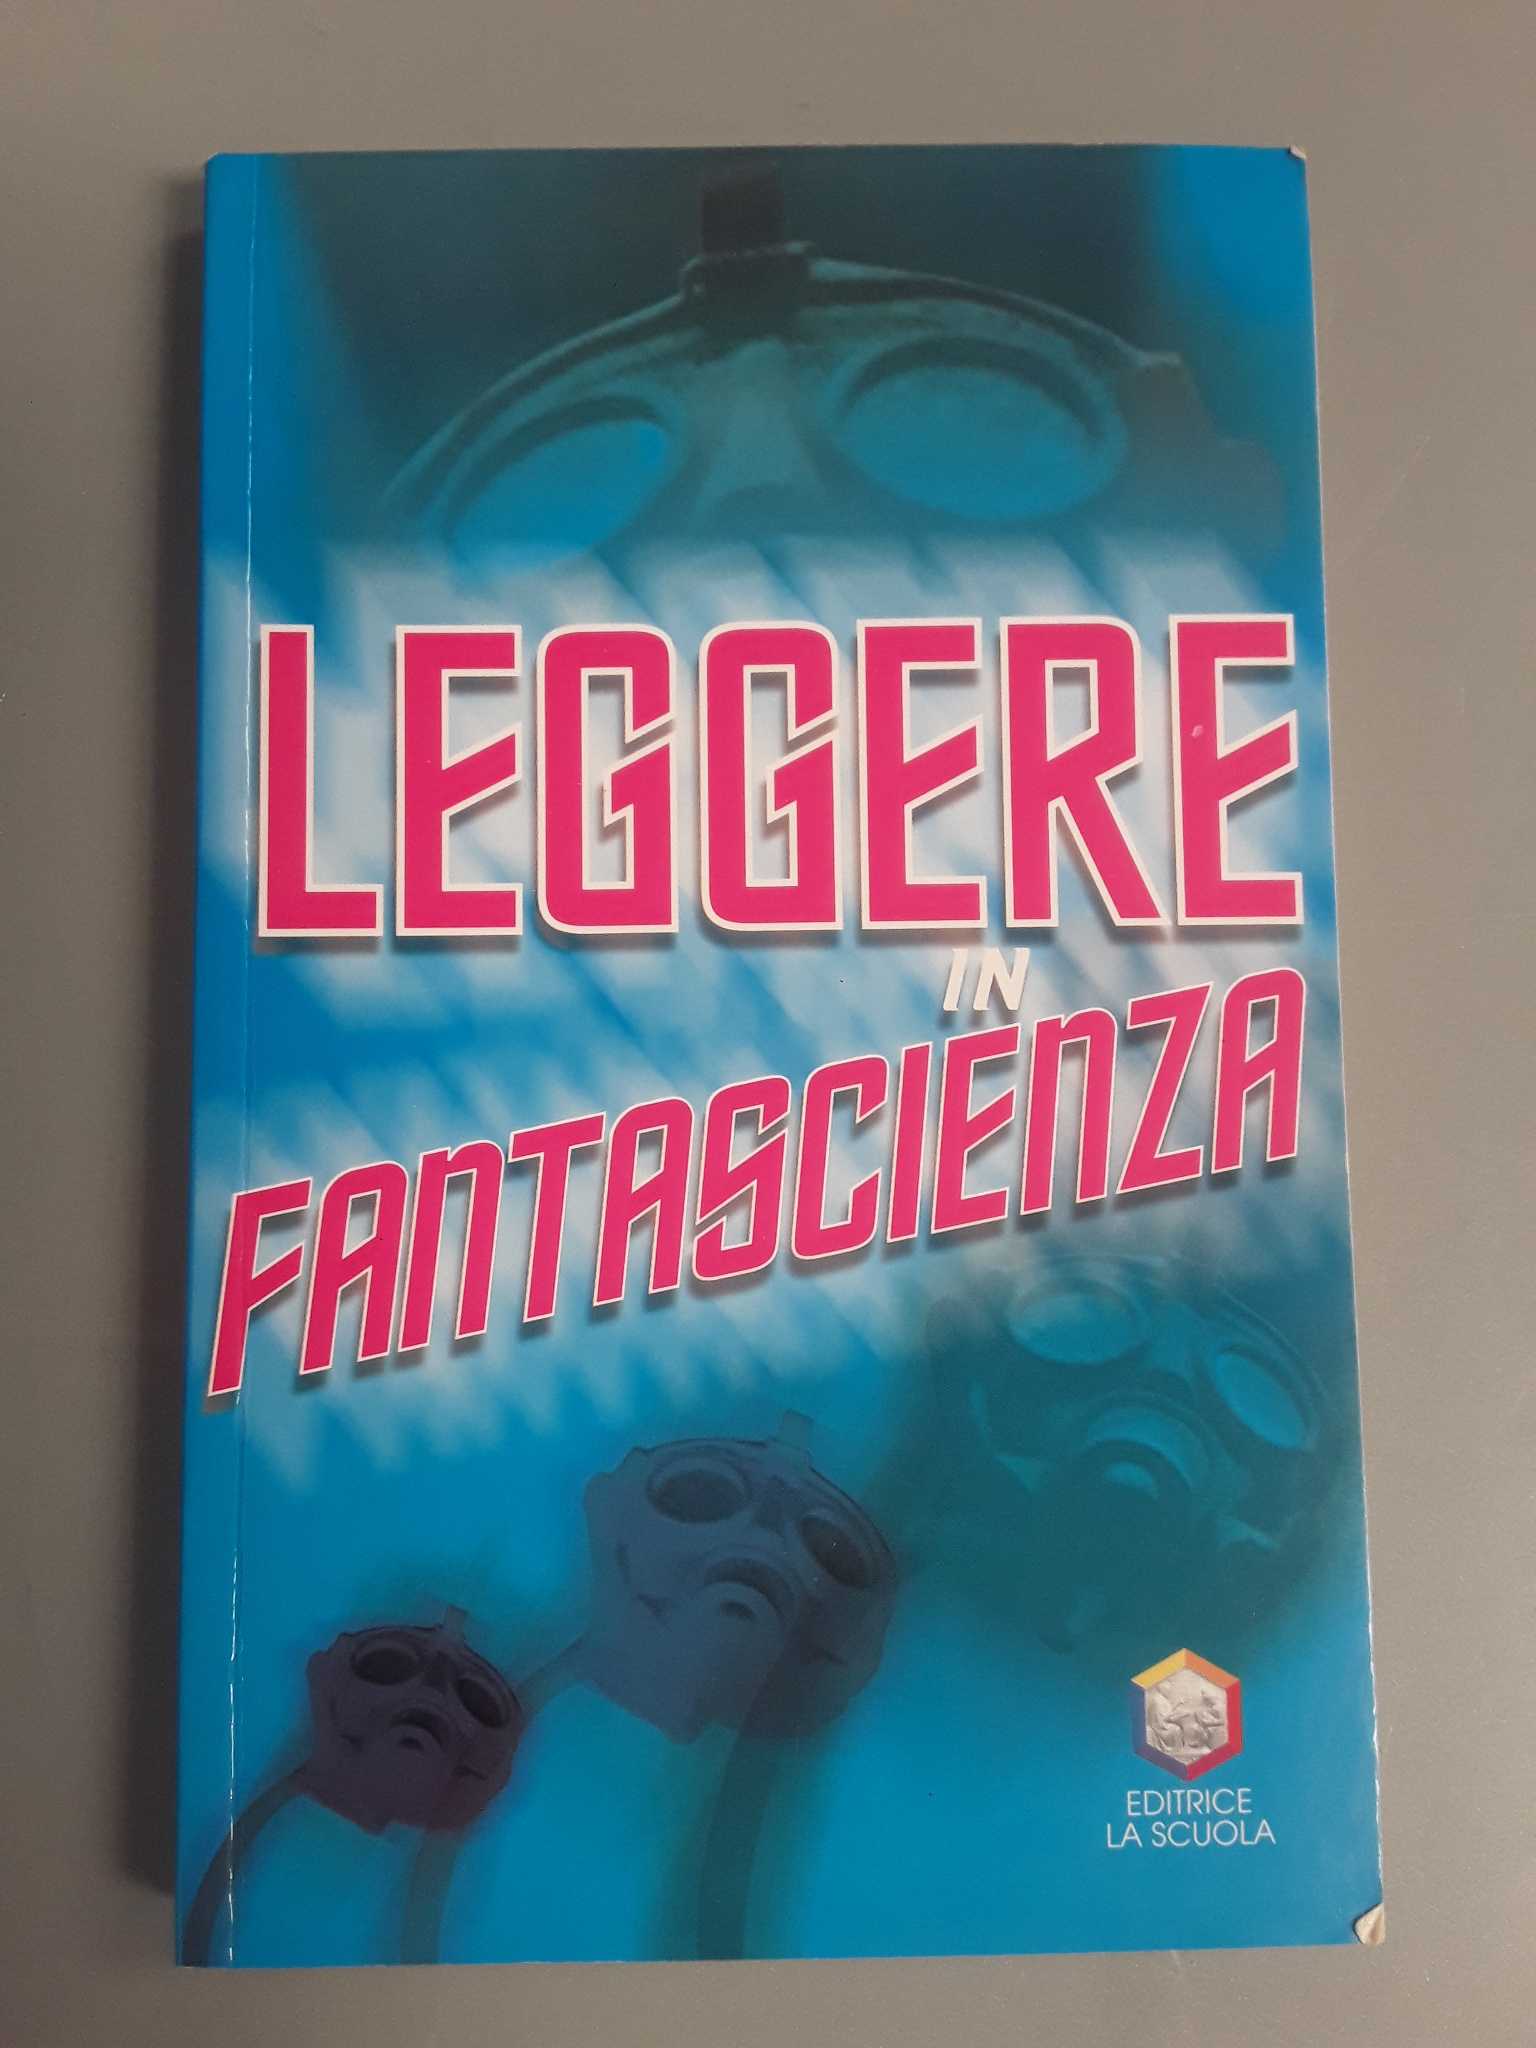 LEGGERE
IN
FANTASCIENZA
EDITRICE
LA SCUOLA